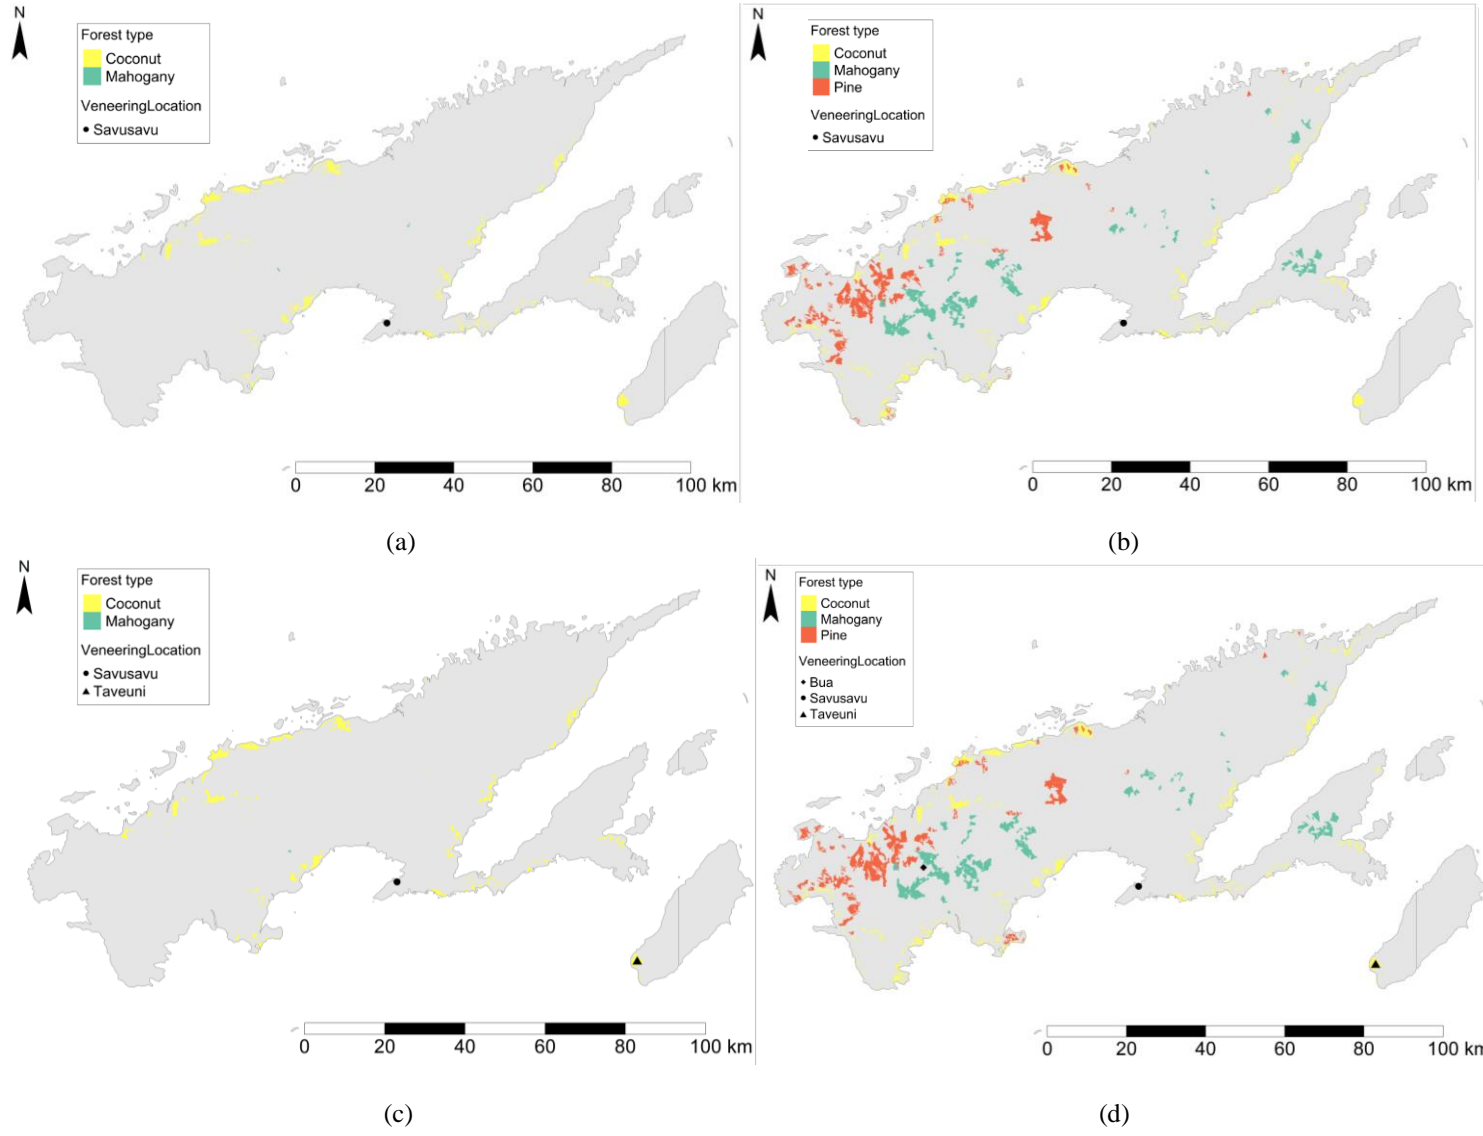 N
Forest type
Coconut
Mahogany
VeneeringLocation
Savusavu
0 20 40 60 80 100 km
(a)
N
Forest type
Coconut
Mahogany
Pine
VeneeringLocation
Savusavu
0 20 40 60 80 100 km
(b)
N
Forest type
Coconut
Mahogany
VeneeringLocation
Savusavu
Taveuni
0 20 40 60 80 100 km
(c)
N
Forest type
Coconut
Mahogany
Pine
VeneeringLocation
Bua
Savusavu
Taveuni
0 20 40 60 80 100 km
(d)